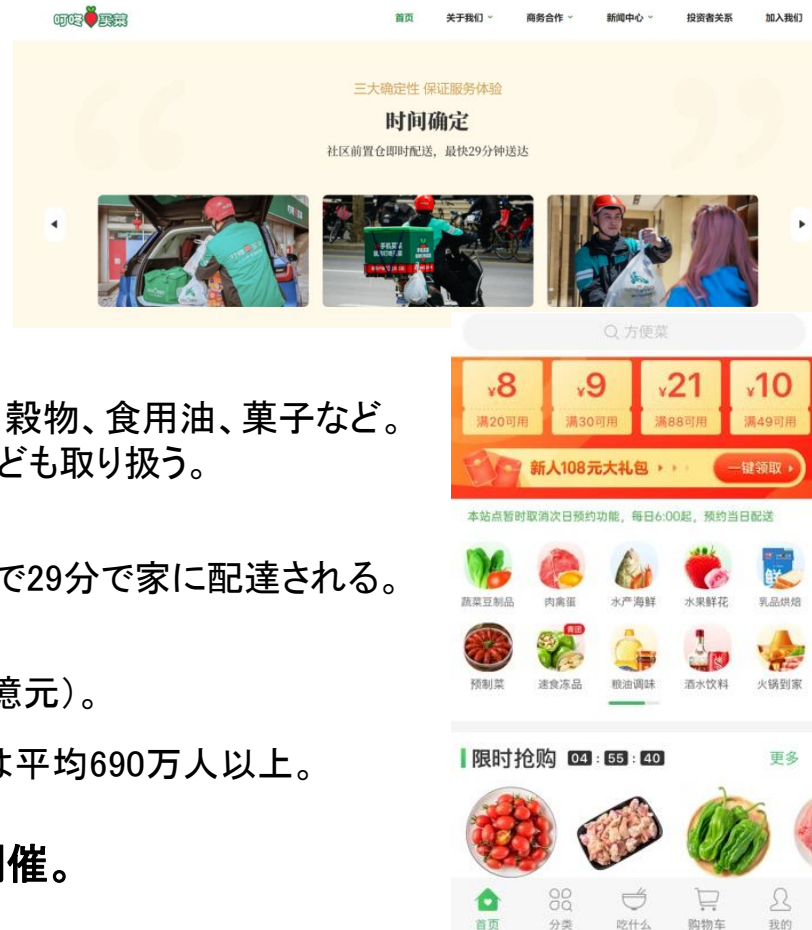 叮咚买菜
首页 关于我们 商务合作 新闻中心 投资者关系 加入我们
三大确定性 保证服务体验
时间确定
社区前置仓即时配送，最快29分钟送达
方便菜
¥8 ¥9 ¥21 ¥10
满20可用 满30可用 满88可用 满49可用
新人108元大礼包 一键领取
本站点暂时取消次日预约功能，每日6:00起，预约当日配送
蔬菜豆制品 肉禽蛋 水产海鲜 水果鲜花 乳品烘焙
青团
预制菜 速食冻品 粮油调味 酒水饮料 火锅到家
限时抢购 04:55:40 更多
首页 分类 吃什么 购物车 我的
穀物、食用油、菓子など。
ども取り扱う。
で29分で家に配達される。
意元）。
は平均690万人以上。
開催。